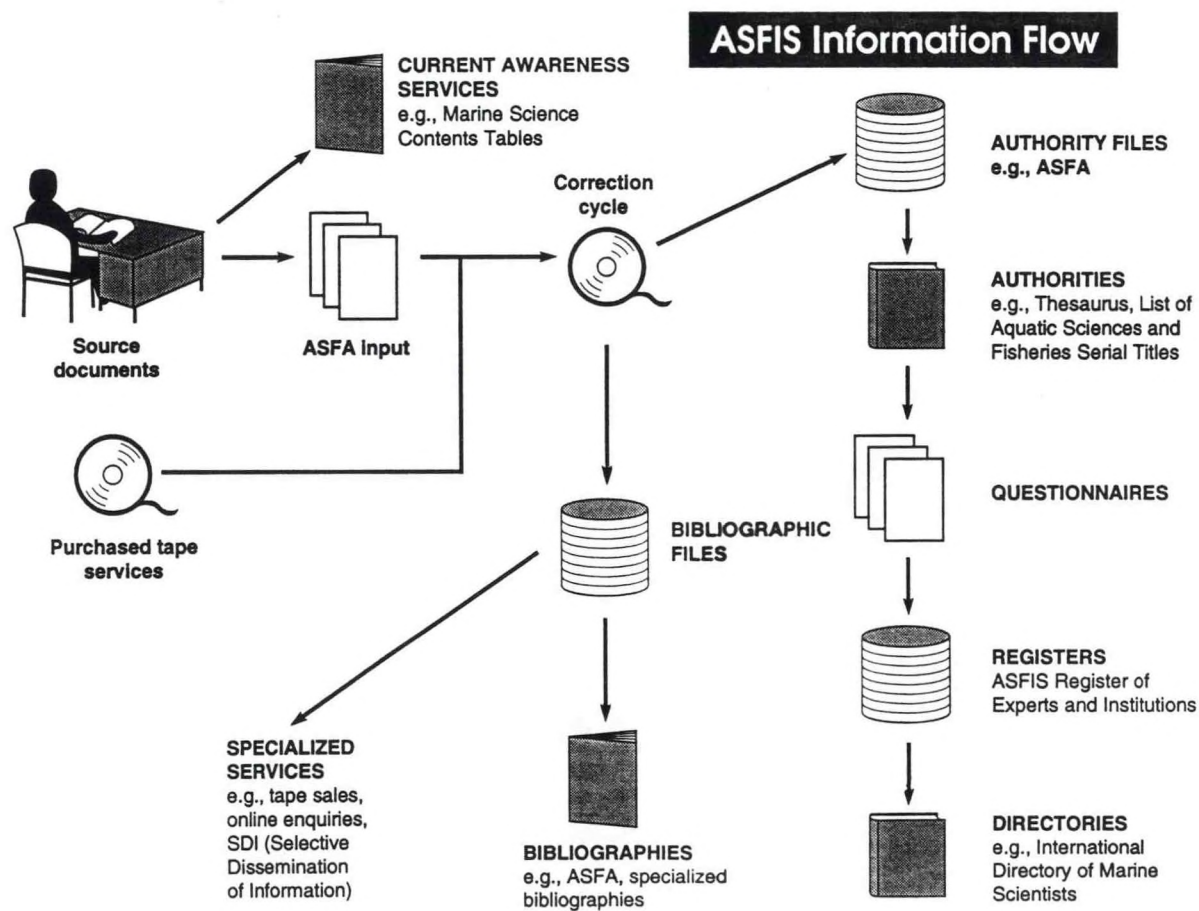 ASFIS Information Flow
CURRENT AWARENESS
SERVICES
e.g., Marine Science
Contents Tables
Source
documents
ASFA input
Correction
cycle
Purchased tape
services
BIBLIOGRAPHIC
FILES
SPECIALIZED
SERVICES
e.g., tape sales,
online enquiries,
SDI (Selective
Dissemination
of Information)
BIBLIOGRAPHIES
e.g., ASFA, specialized
bibliographies
AUTHORITY FILES
e.g., ASFA
AUTHORITIES
e.g., Thesaurus, List of
Aquatic Sciences and
Fisheries Serial Titles
QUESTIONNAIRES
REGISTERS
ASFIS Register of
Experts and Institutions
DIRECTORIES
e.g., International
Directory of Marine
Scientists